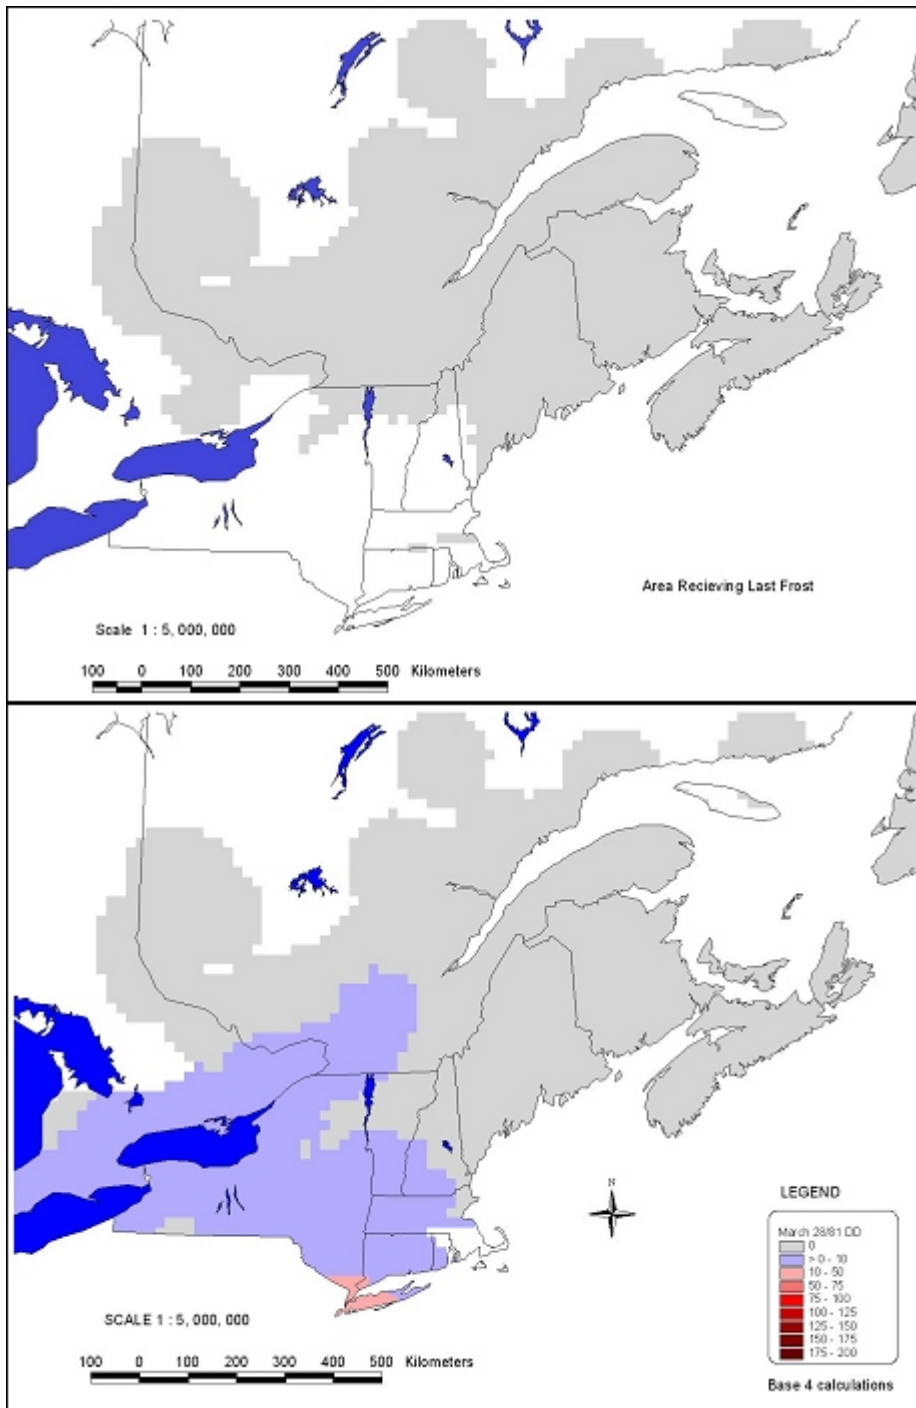 Area Recieving Last Frost
Scale 1 : 5, 000, 000
100 0 100 200 300 400 500 Kilometers
N
LEGEND
March 28/81 DD
0
> 0 - 10
10 - 50
50 - 75
75 - 100
100 - 125
125 - 150
150 - 175
175 - 200
SCALE 1 : 5, 000, 000
100 0 100 200 300 400 500 Kilometers
Base 4 calculations